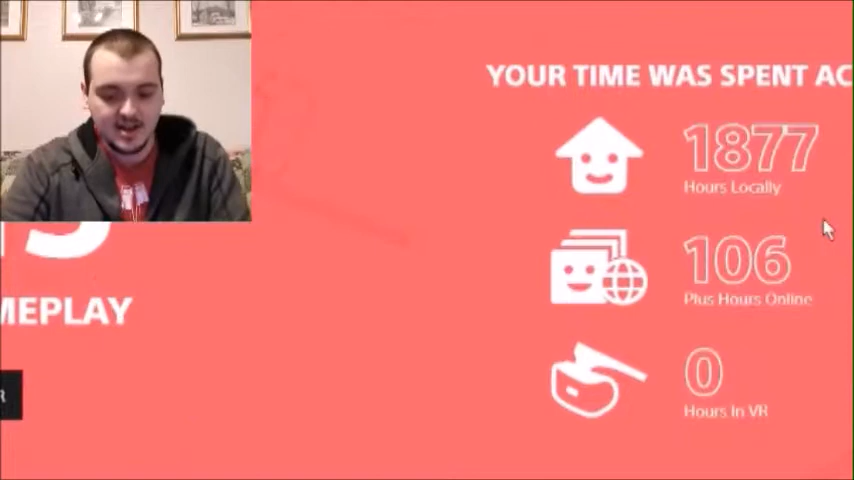 YOUR TIME WAS SPENT AC
1877
Hours Locally
106
Plus Hours Online
MEPLAY
0
Hours In VR